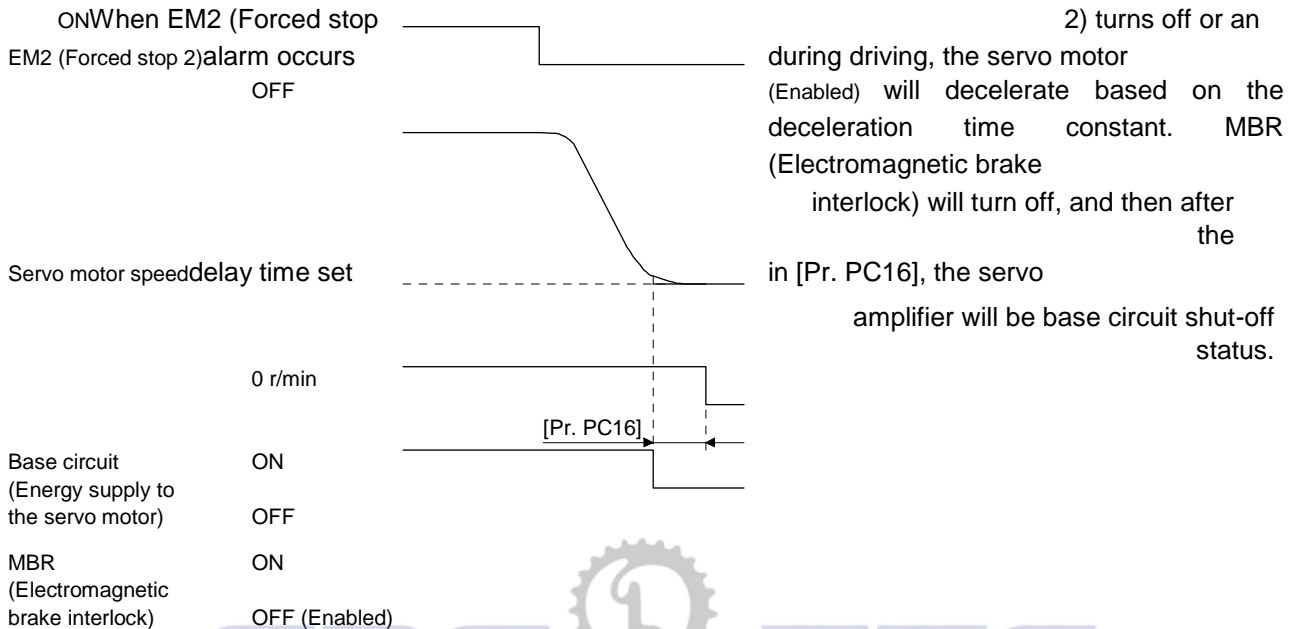 ONWhen EM2 (Forced stop 2) turns off or an
EM2 (Forced stop 2)alarm occurs during driving, the servo motor
OFF (Enabled) will decelerate based on the
deceleration time constant. MBR
(Electromagnetic brake
interlock) will turn off, and then after
the
Servo motor speeddelay time set in [Pr. PC16], the servo
amplifier will be base circuit shut-off
status.
0 r/min
[Pr. PC16]
Base circuit ON
(Energy supply to
the servo motor) OFF
MBR ON
(Electromagnetic
brake interlock) OFF (Enabled)